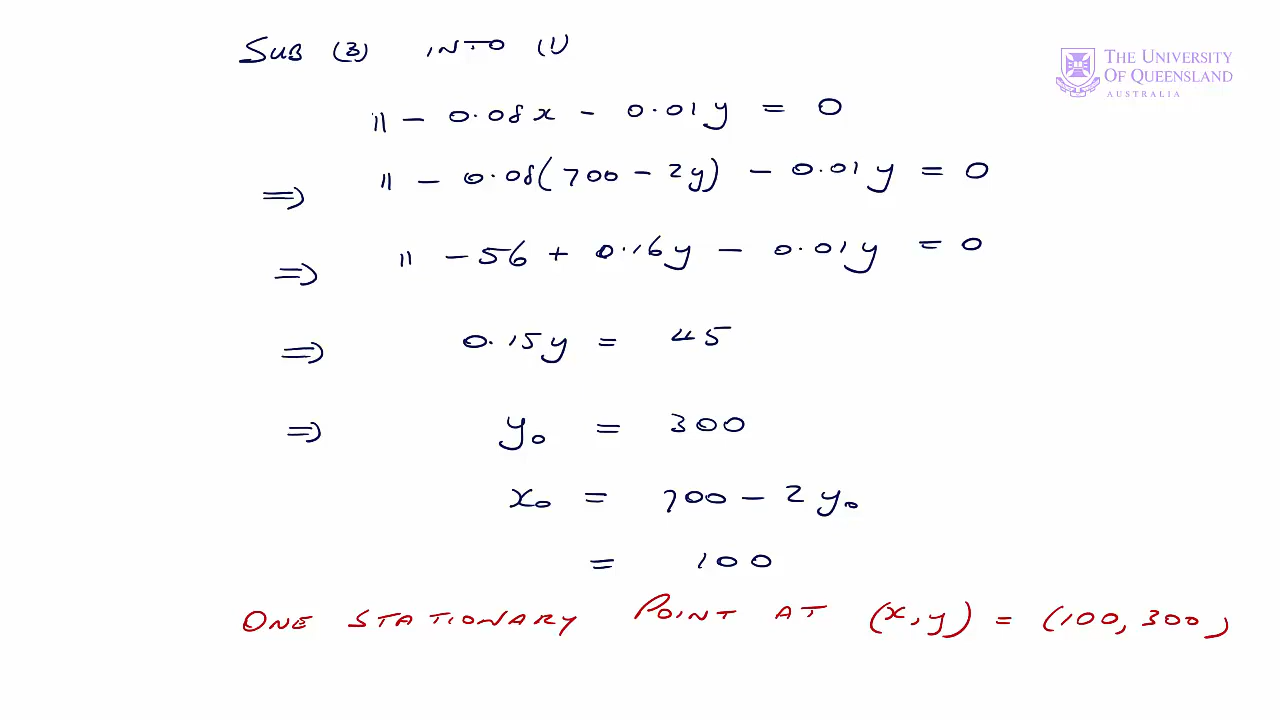 SUB (3) INTO (1)
THE UNIVERSITY
OF QUEENSLAND
AUSTRALIA
11 - 0.08x - 0.01y = 0
⇒ 11 - 0.08(700 - 2y) - 0.01y = 0
⇒ 11 - 56 + 0.16y - 0.01y = 0
⇒ 0.15y = 45
⇒ y₀ = 300
x₀ = 700 - 2y₀
= 100
ONE STATIONARY POINT AT (x,y) = (100, 300)